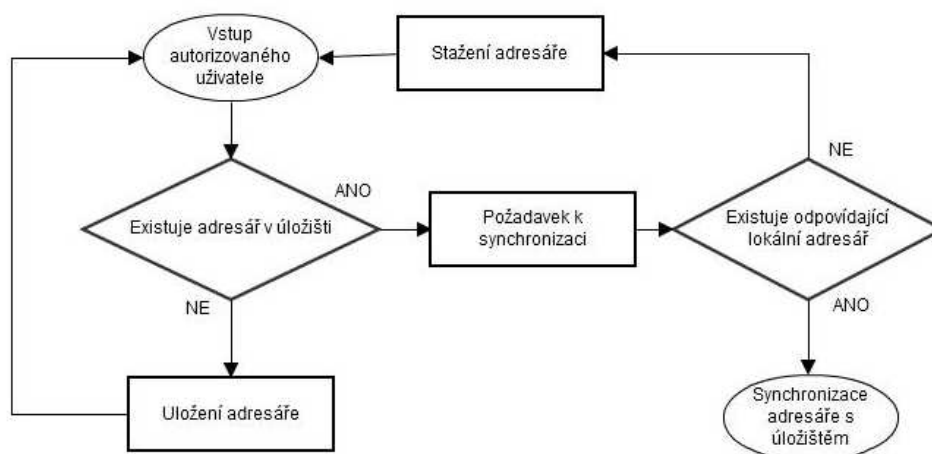 Vstup
autorizovaného
uživatele
Stažení adresáře
NE
ANO
Existuje adresář v úložišti
Požadavek k
synchronizaci
Existuje odpovídající
lokální adresář
NE
ANO
Uložení adresáře
Synchronizace
adresáře s
úložištěm